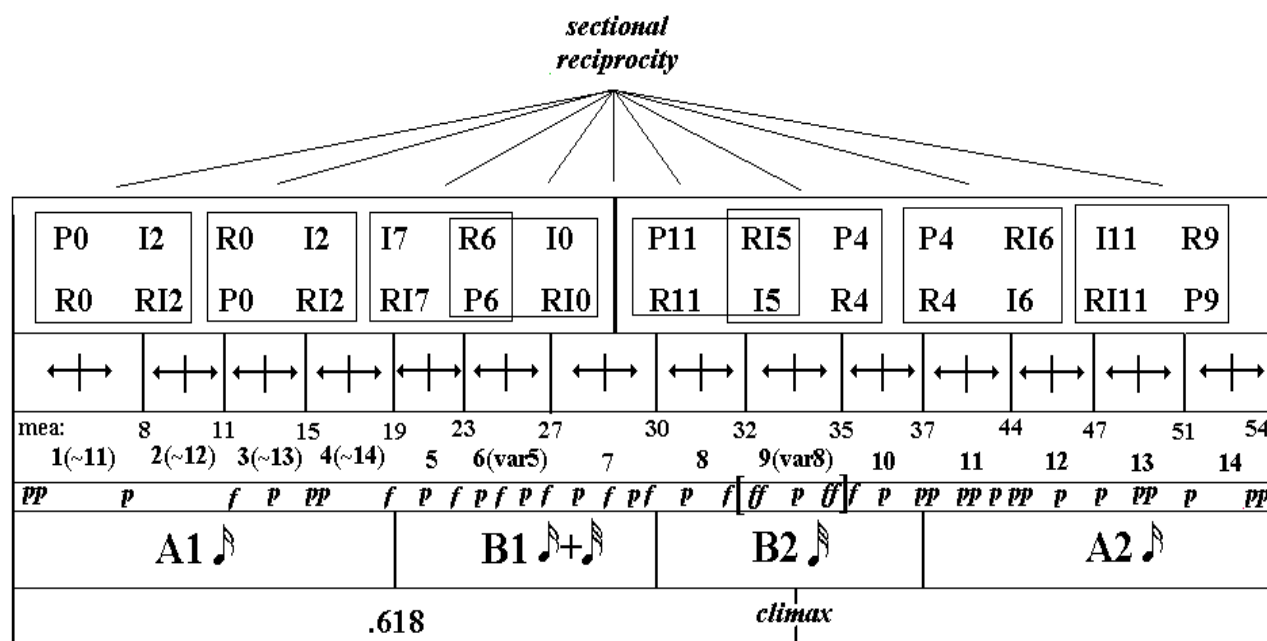 sectional
reciprocity
P0 I2 R0 I2 I7 R6 I0 P11 RI5 P4 P4 RI6 I11 R9
R0 RI2 P0 RI2 RI7 P6 RI0 R11 I5 R4 R4 I6 RI11 P9
mea: 8 11 15 19 23 27 30 32 35 37 44 47 51 54
1(~11) 2(~12) 3(~13) 4(~14) 5 6(var5) 7 8 9(var8) 10 11 12 13 14
pp p f p pp f p f p f p f p f p f p f [ff p ff] f p pp pp p pp p p pp p pp
A1 B1 + B2 A2
.618 climax